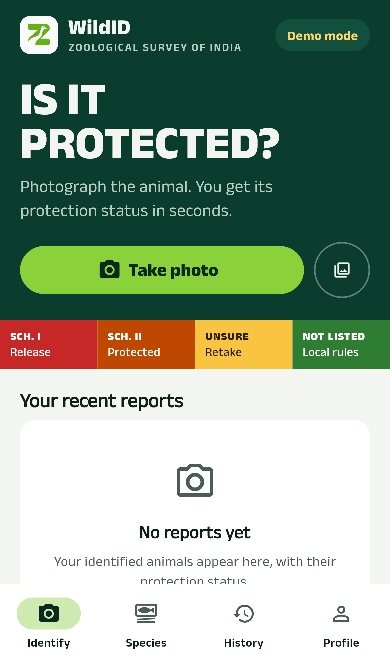 WildID
ZOOLOGICAL SURVEY OF INDIA
Demo mode
IS IT
PROTECTED?
Photograph the animal. You get its
protection status in seconds.
Take photo
SCH. I
Release
SCH. II
Protected
UNSURE
Retake
NOT LISTED
Local rules
Your recent reports
No reports yet
Your identified animals appear here, with their
protection status
Identify
Species
History
Profile